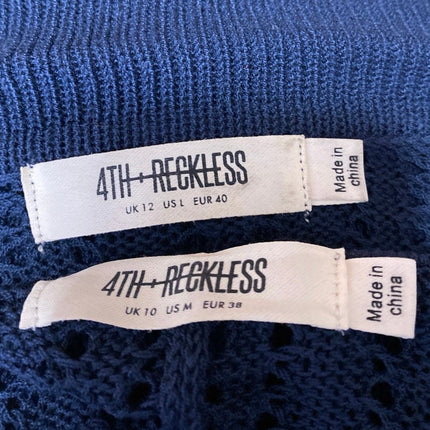 4TH+RECKLESS
UK 12 US L EUR 40
Made in
china
4TH+RECKLESS
UK 10 US M EUR 38
Made in
china